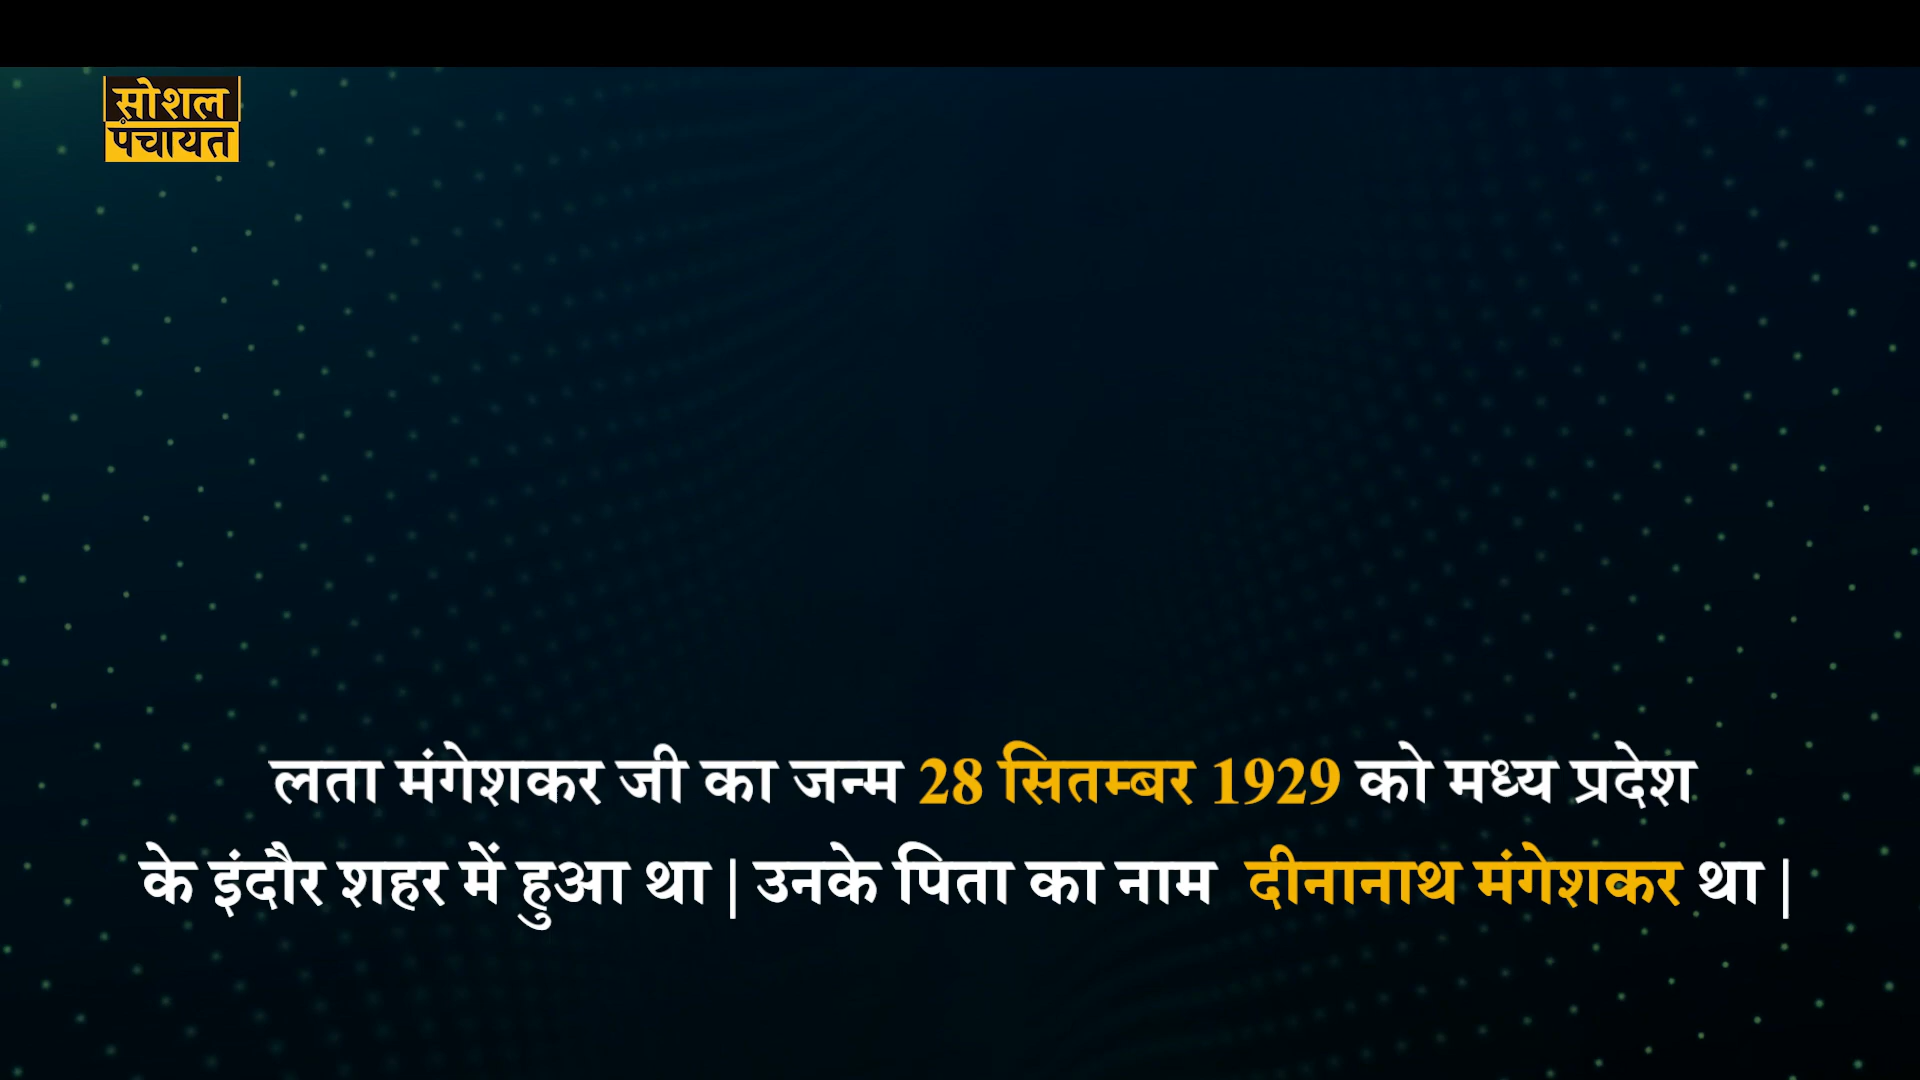 सोशल
पंचायत
लता मंगेशकर जी का जन्म 28 सितम्बर 1929 को मध्य प्रदेश
के इंदौर शहर में हुआ था | उनके पिता का नाम दीनानाथ मंगेशकर था |